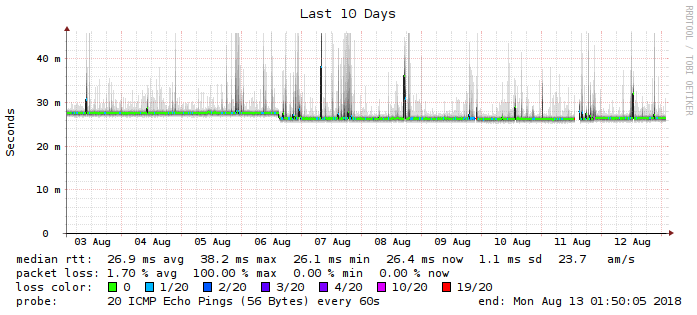 Last 10 Days
RRDTOOL / TOBI OETIKER
Seconds
40 m
30 m
20 m
10 m
0
03 Aug 04 Aug 05 Aug 06 Aug 07 Aug 08 Aug 09 Aug 10 Aug 11 Aug 12 Aug
median rtt: 26.9 ms avg 38.2 ms max 26.1 ms min 26.4 ms now 1.1 ms sd 23.7 am/s
packet loss: 1.70 % avg 100.00 % max 0.00 % min 0.00 % now
loss color: 0 1/20 2/20 3/20 4/20 10/20 19/20
probe: 20 ICMP Echo Pings (56 Bytes) every 60s end: Mon Aug 13 01:50:05 2018